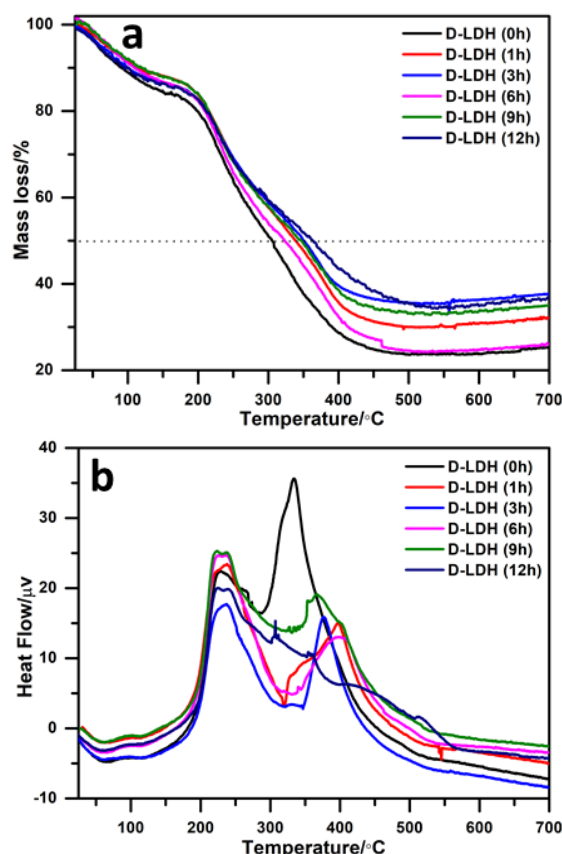 a
D-LDH (0h)
D-LDH (1h)
D-LDH (3h)
D-LDH (6h)
D-LDH (9h)
D-LDH (12h)
Mass loss/%
100
80
60
40
20
100 200 300 400 500 600 700
Temperature/°C
b
D-LDH (0h)
D-LDH (1h)
D-LDH (3h)
D-LDH (6h)
D-LDH (9h)
D-LDH (12h)
Heat Flow/μv
40
30
20
10
0
-10
100 200 300 400 500 600 700
Temperature/°C